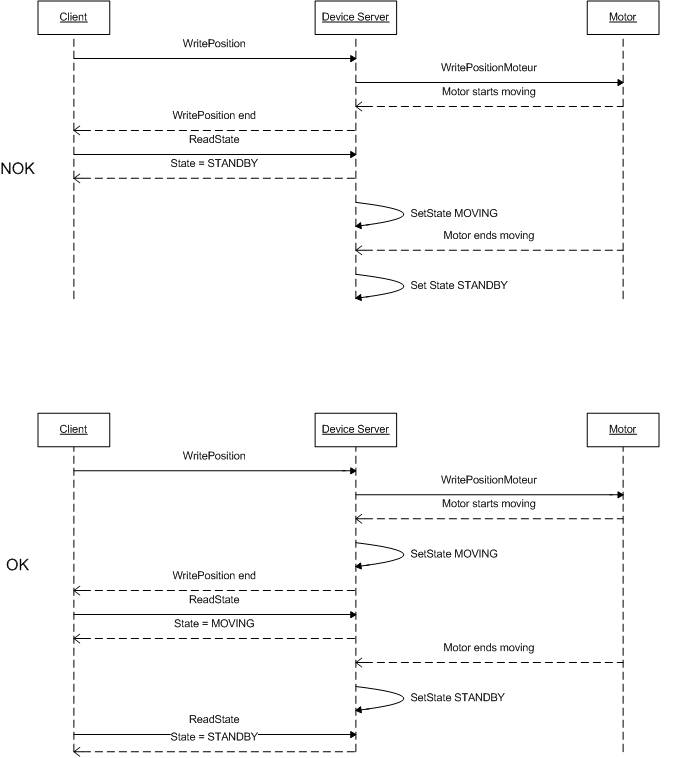 Client
Device Server
Motor
WritePosition
WritePositionMoteur
Motor starts moving
WritePosition end
ReadState
State = STANDBY
NOK
SetState MOVING
Motor ends moving
Set State STANDBY
Client
Device Server
Motor
WritePosition
WritePositionMoteur
Motor starts moving
SetState MOVING
OK
WritePosition end
ReadState
State = MOVING
Motor ends moving
SetState STANDBY
ReadState
State = STANDBY